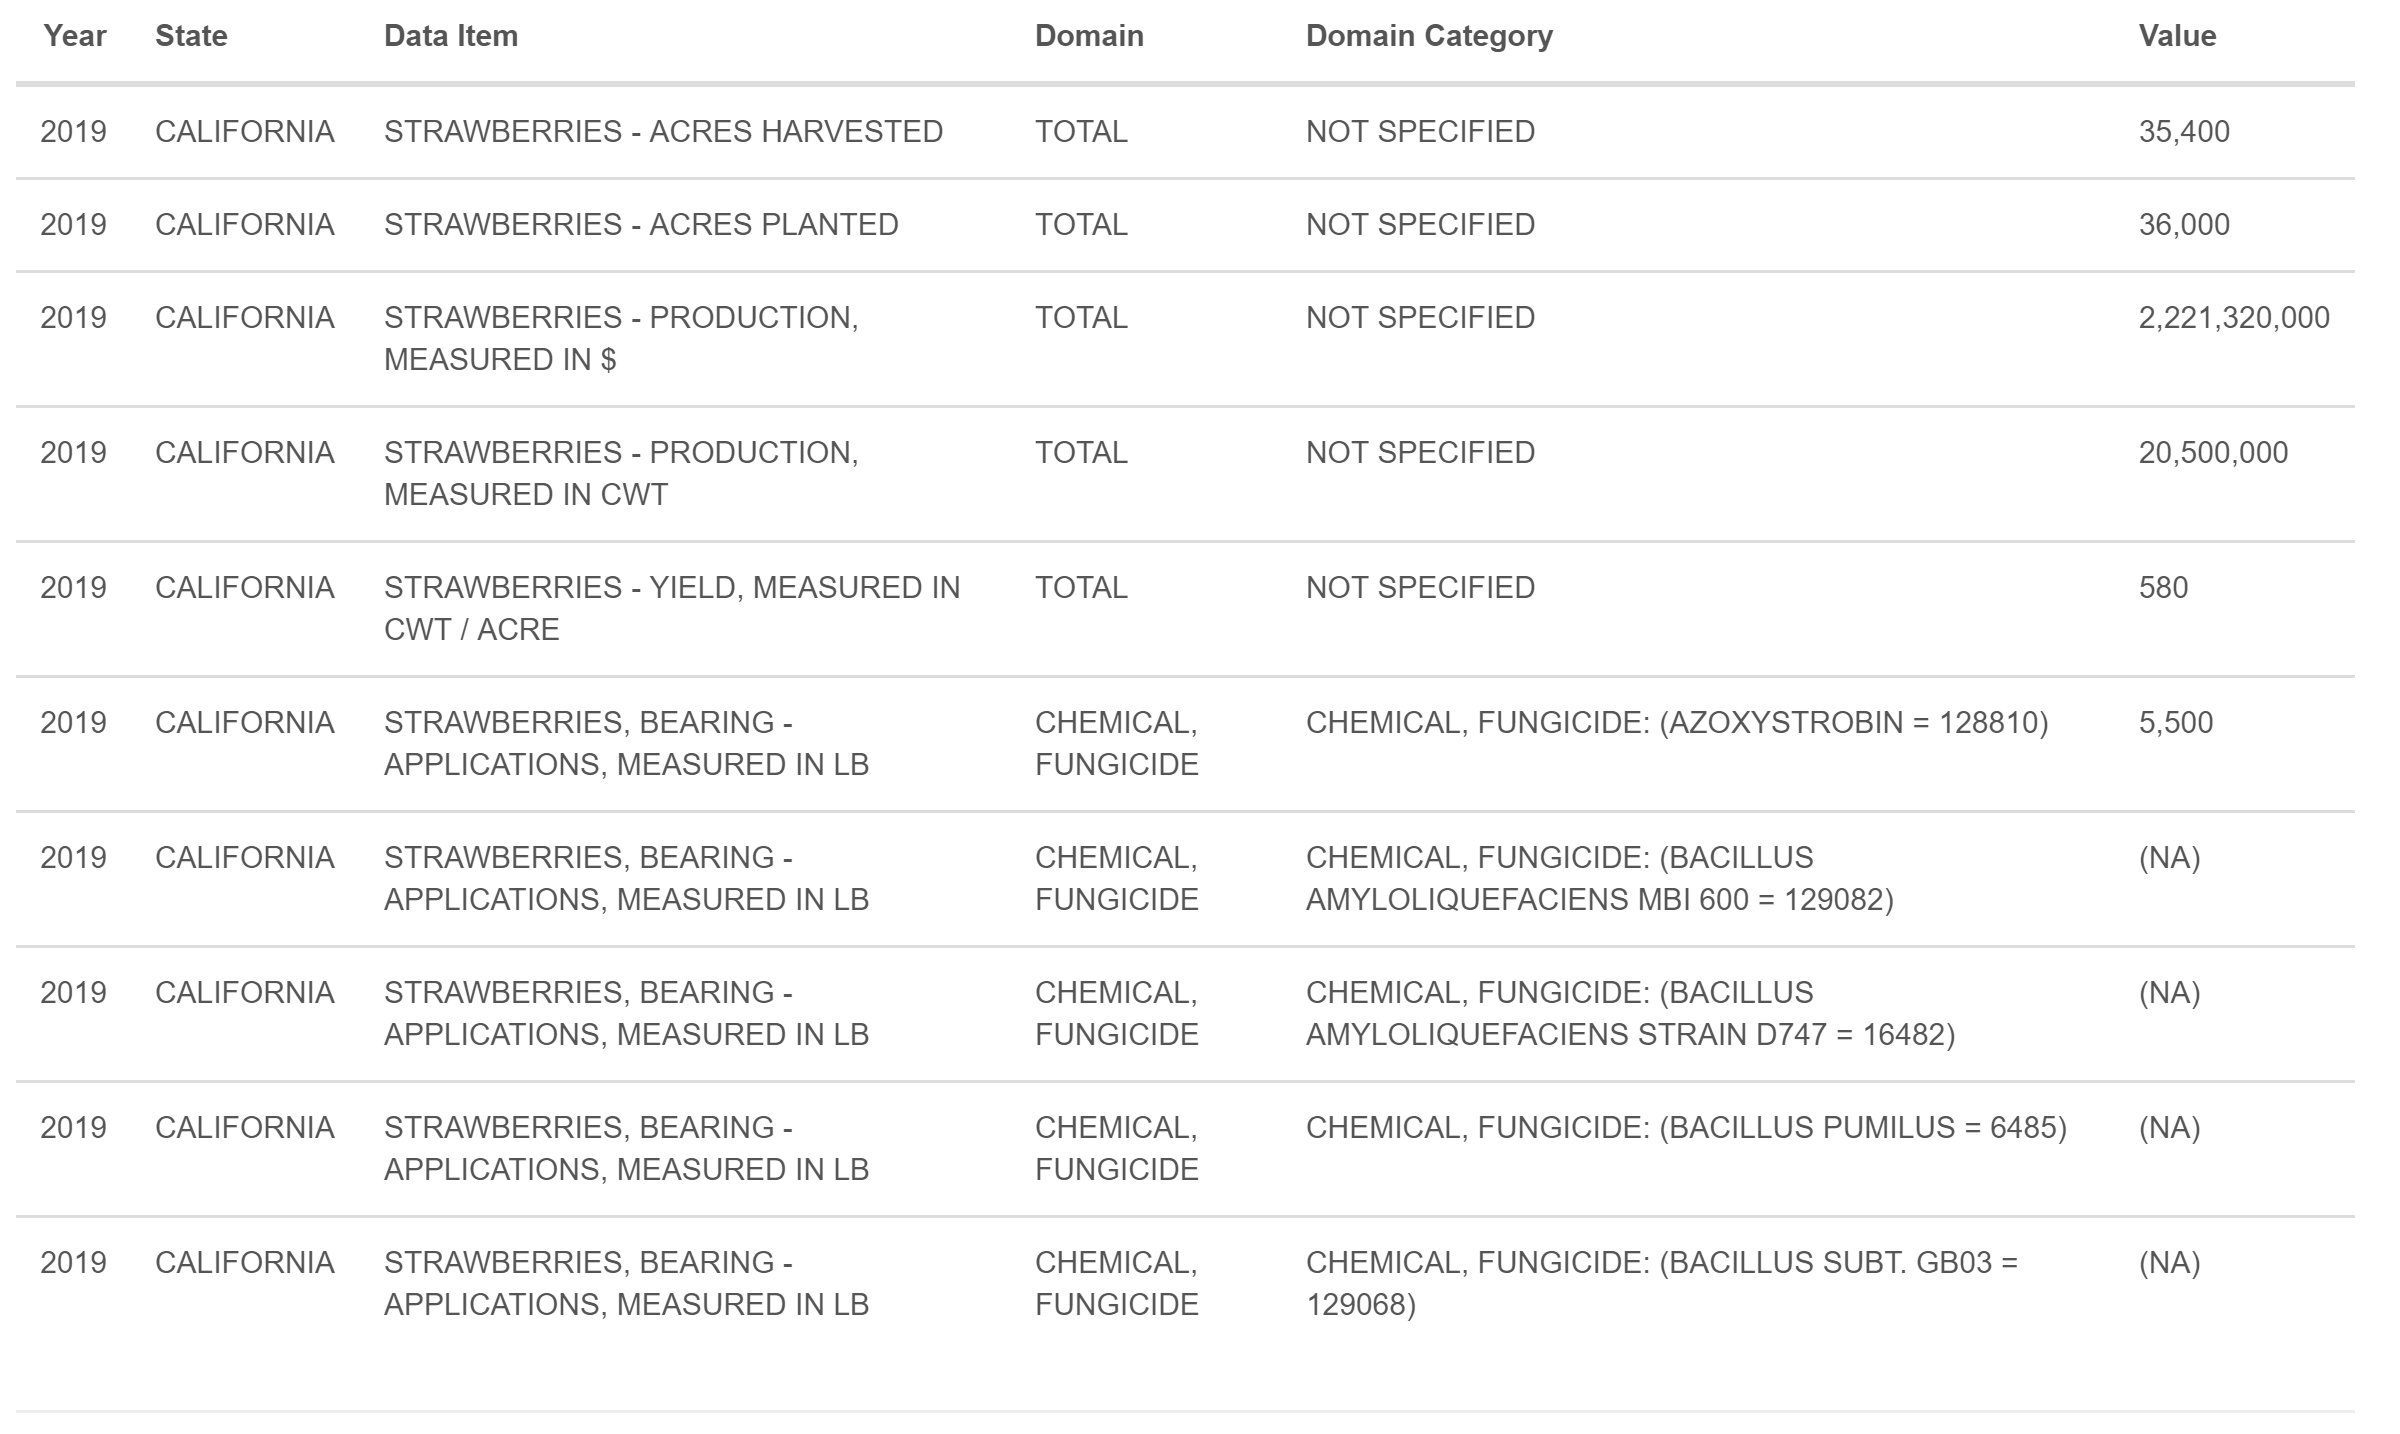 Year State Data Item Domain Domain Category Value
2019 CALIFORNIA STRAWBERRIES - ACRES HARVESTED TOTAL NOT SPECIFIED 35,400
2019 CALIFORNIA STRAWBERRIES - ACRES PLANTED TOTAL NOT SPECIFIED 36,000
2019 CALIFORNIA STRAWBERRIES - PRODUCTION, TOTAL NOT SPECIFIED 2,221,320,000
MEASURED IN $
2019 CALIFORNIA STRAWBERRIES - PRODUCTION, TOTAL NOT SPECIFIED 20,500,000
MEASURED IN CWT
2019 CALIFORNIA STRAWBERRIES - YIELD, MEASURED IN TOTAL NOT SPECIFIED 580
CWT / ACRE
2019 CALIFORNIA STRAWBERRIES, BEARING - CHEMICAL, CHEMICAL, FUNGICIDE: (AZOXYSTROBIN = 128810) 5,500
APPLICATIONS, MEASURED IN LB FUNGICIDE
2019 CALIFORNIA STRAWBERRIES, BEARING - CHEMICAL, CHEMICAL, FUNGICIDE: (BACILLUS (NA)
APPLICATIONS, MEASURED IN LB FUNGICIDE AMYLOLIQUEFACIENS MBI 600 = 129082)
2019 CALIFORNIA STRAWBERRIES, BEARING - CHEMICAL, CHEMICAL, FUNGICIDE: (BACILLUS (NA)
APPLICATIONS, MEASURED IN LB FUNGICIDE AMYLOLIQUEFACIENS STRAIN D747 = 16482)
2019 CALIFORNIA STRAWBERRIES, BEARING - CHEMICAL, CHEMICAL, FUNGICIDE: (BACILLUS PUMILUS = 6485) (NA)
APPLICATIONS, MEASURED IN LB FUNGICIDE
2019 CALIFORNIA STRAWBERRIES, BEARING - CHEMICAL, CHEMICAL, FUNGICIDE: (BACILLUS SUBT. GB03 = (NA)
APPLICATIONS, MEASURED IN LB FUNGICIDE 129068)